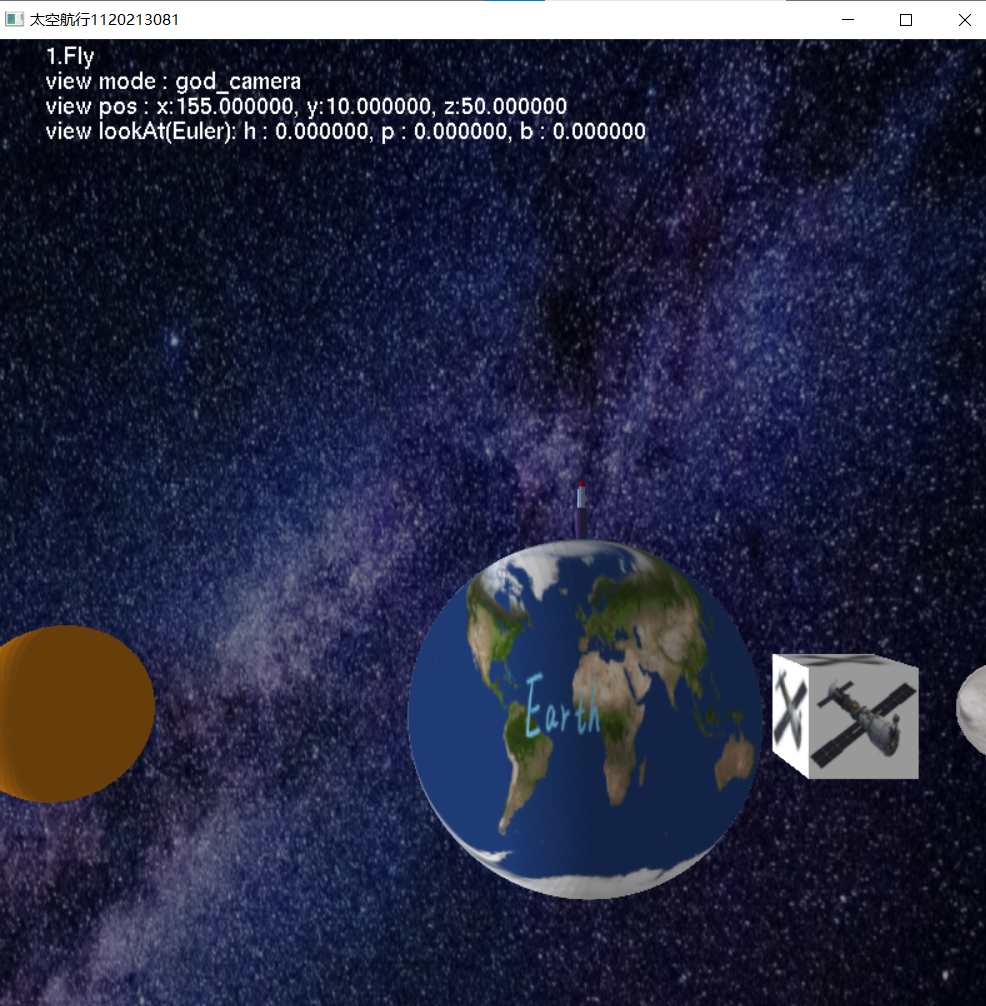 太空航行1120213081
1.Fly
view mode : god_camera
view pos : x:155.000000, y:10.000000, z:50.000000
view lookAt(Euler): h : 0.000000, p : 0.000000, b : 0.000000
Earth